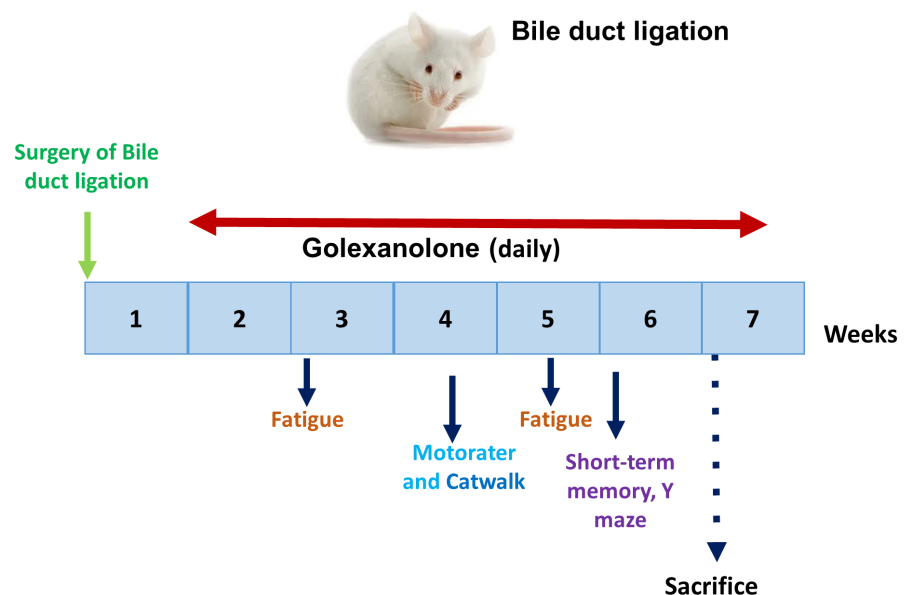 Bile duct ligation
Surgery of Bile
duct ligation
Golexanolone (daily)
1 2 3 4 5 6 7
Weeks
Fatigue
Motorater
and Catwalk
Fatigue
Short-term
memory, Y
maze
Sacrifice